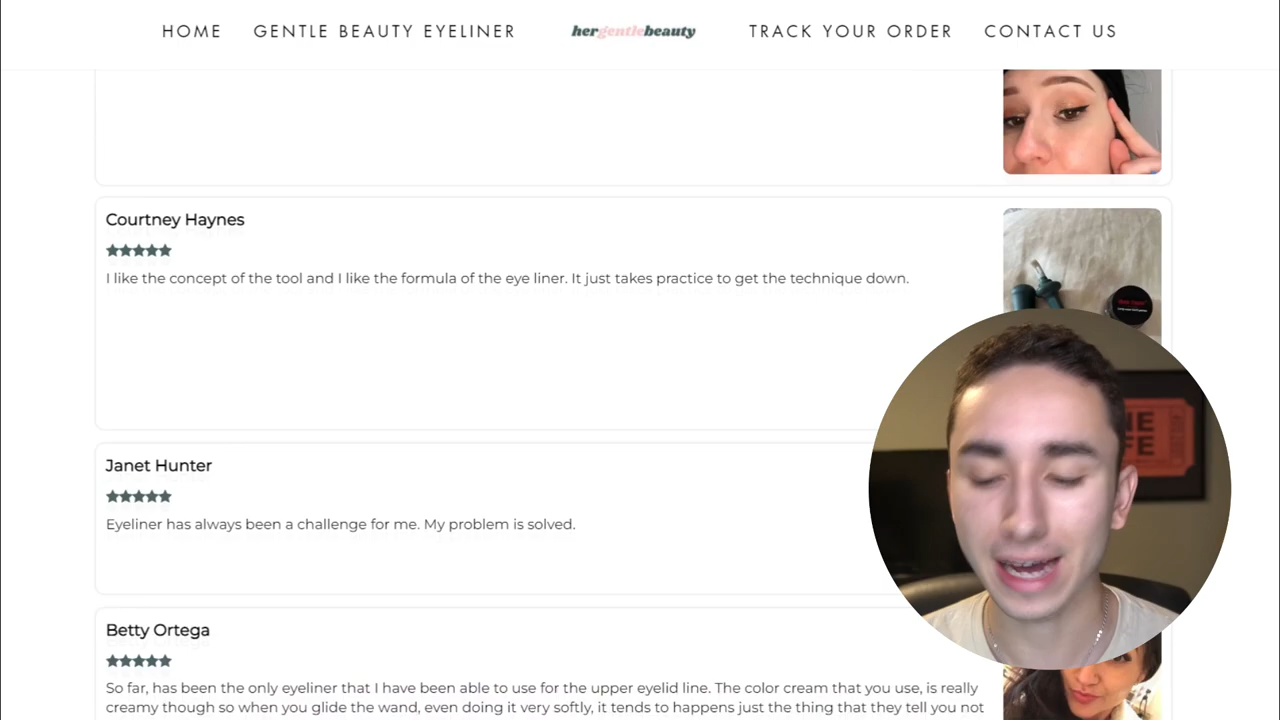 HOME
GENTLE BEAUTY EYELINER
hergentlebeauty
TRACK YOUR ORDER
CONTACT US
Courtney Haynes
I like the concept of the tool and I like the formula of the eye liner. It just takes practice to get the technique down.
Janet Hunter
Eyeliner has always been a challenge for me. My problem is solved.
Betty Ortega
So far, has been the only eyeliner that I have been able to use for the upper eyelid line. The color cream that you use, is really
creamy though so when you glide the wand, even doing it very softly, it tends to happens just the thing that they tell you not